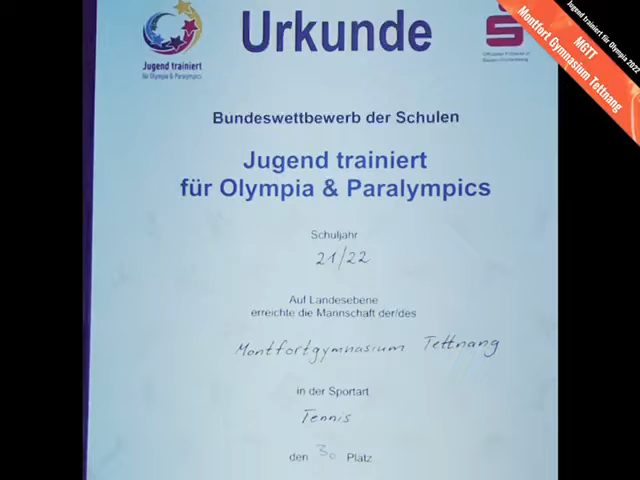 Urkunde
Jugend trainiert
für Olympia & Paralympics
Bundeswettbewerb der Schulen
Jugend trainiert
für Olympia & Paralympics
Schuljahr
21/22
Auf Landesebene
erreichte die Mannschaft der/des
Montfortgymnasium Tettnang
in der Sportart
Tennis
den 3. Platz
Jugend trainiert für Olympia 2022
MGTT
Montfort Gymnasium Tettnang